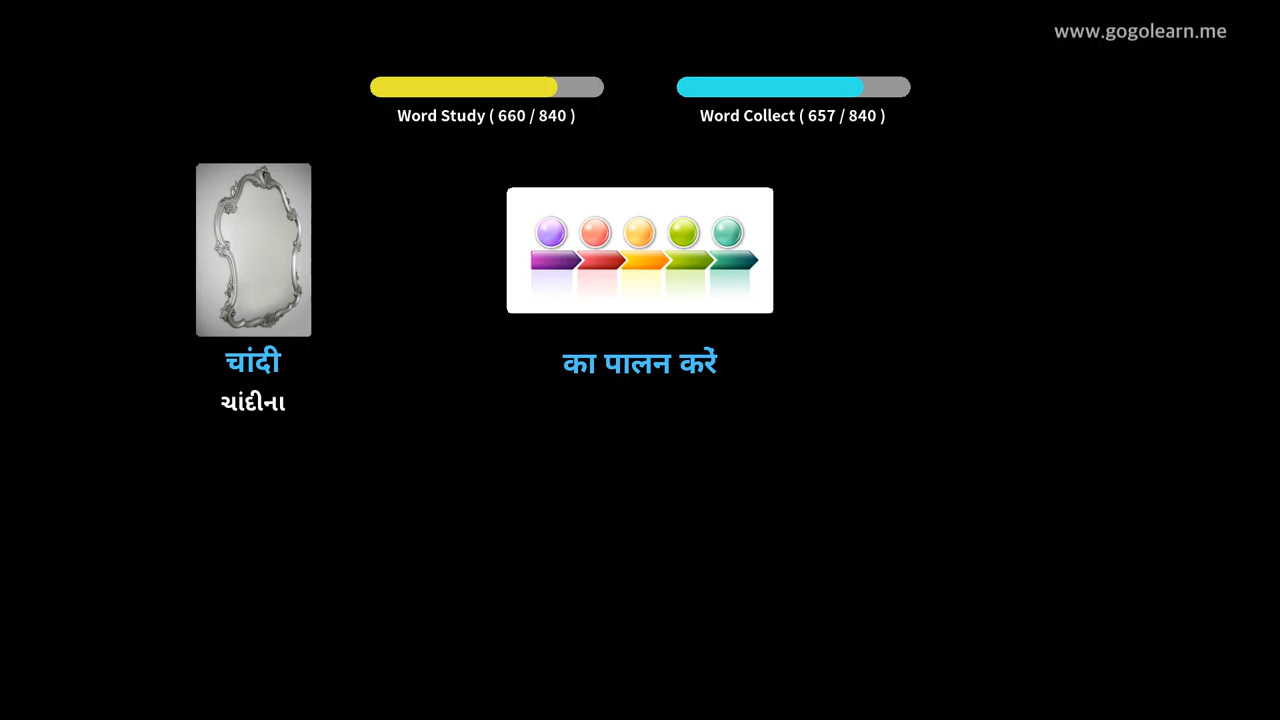 www.gogolearn.me
Word Study ( 660 / 840 )
Word Collect ( 657 / 840 )
चांदी
ચાંદીના
का पालन करें